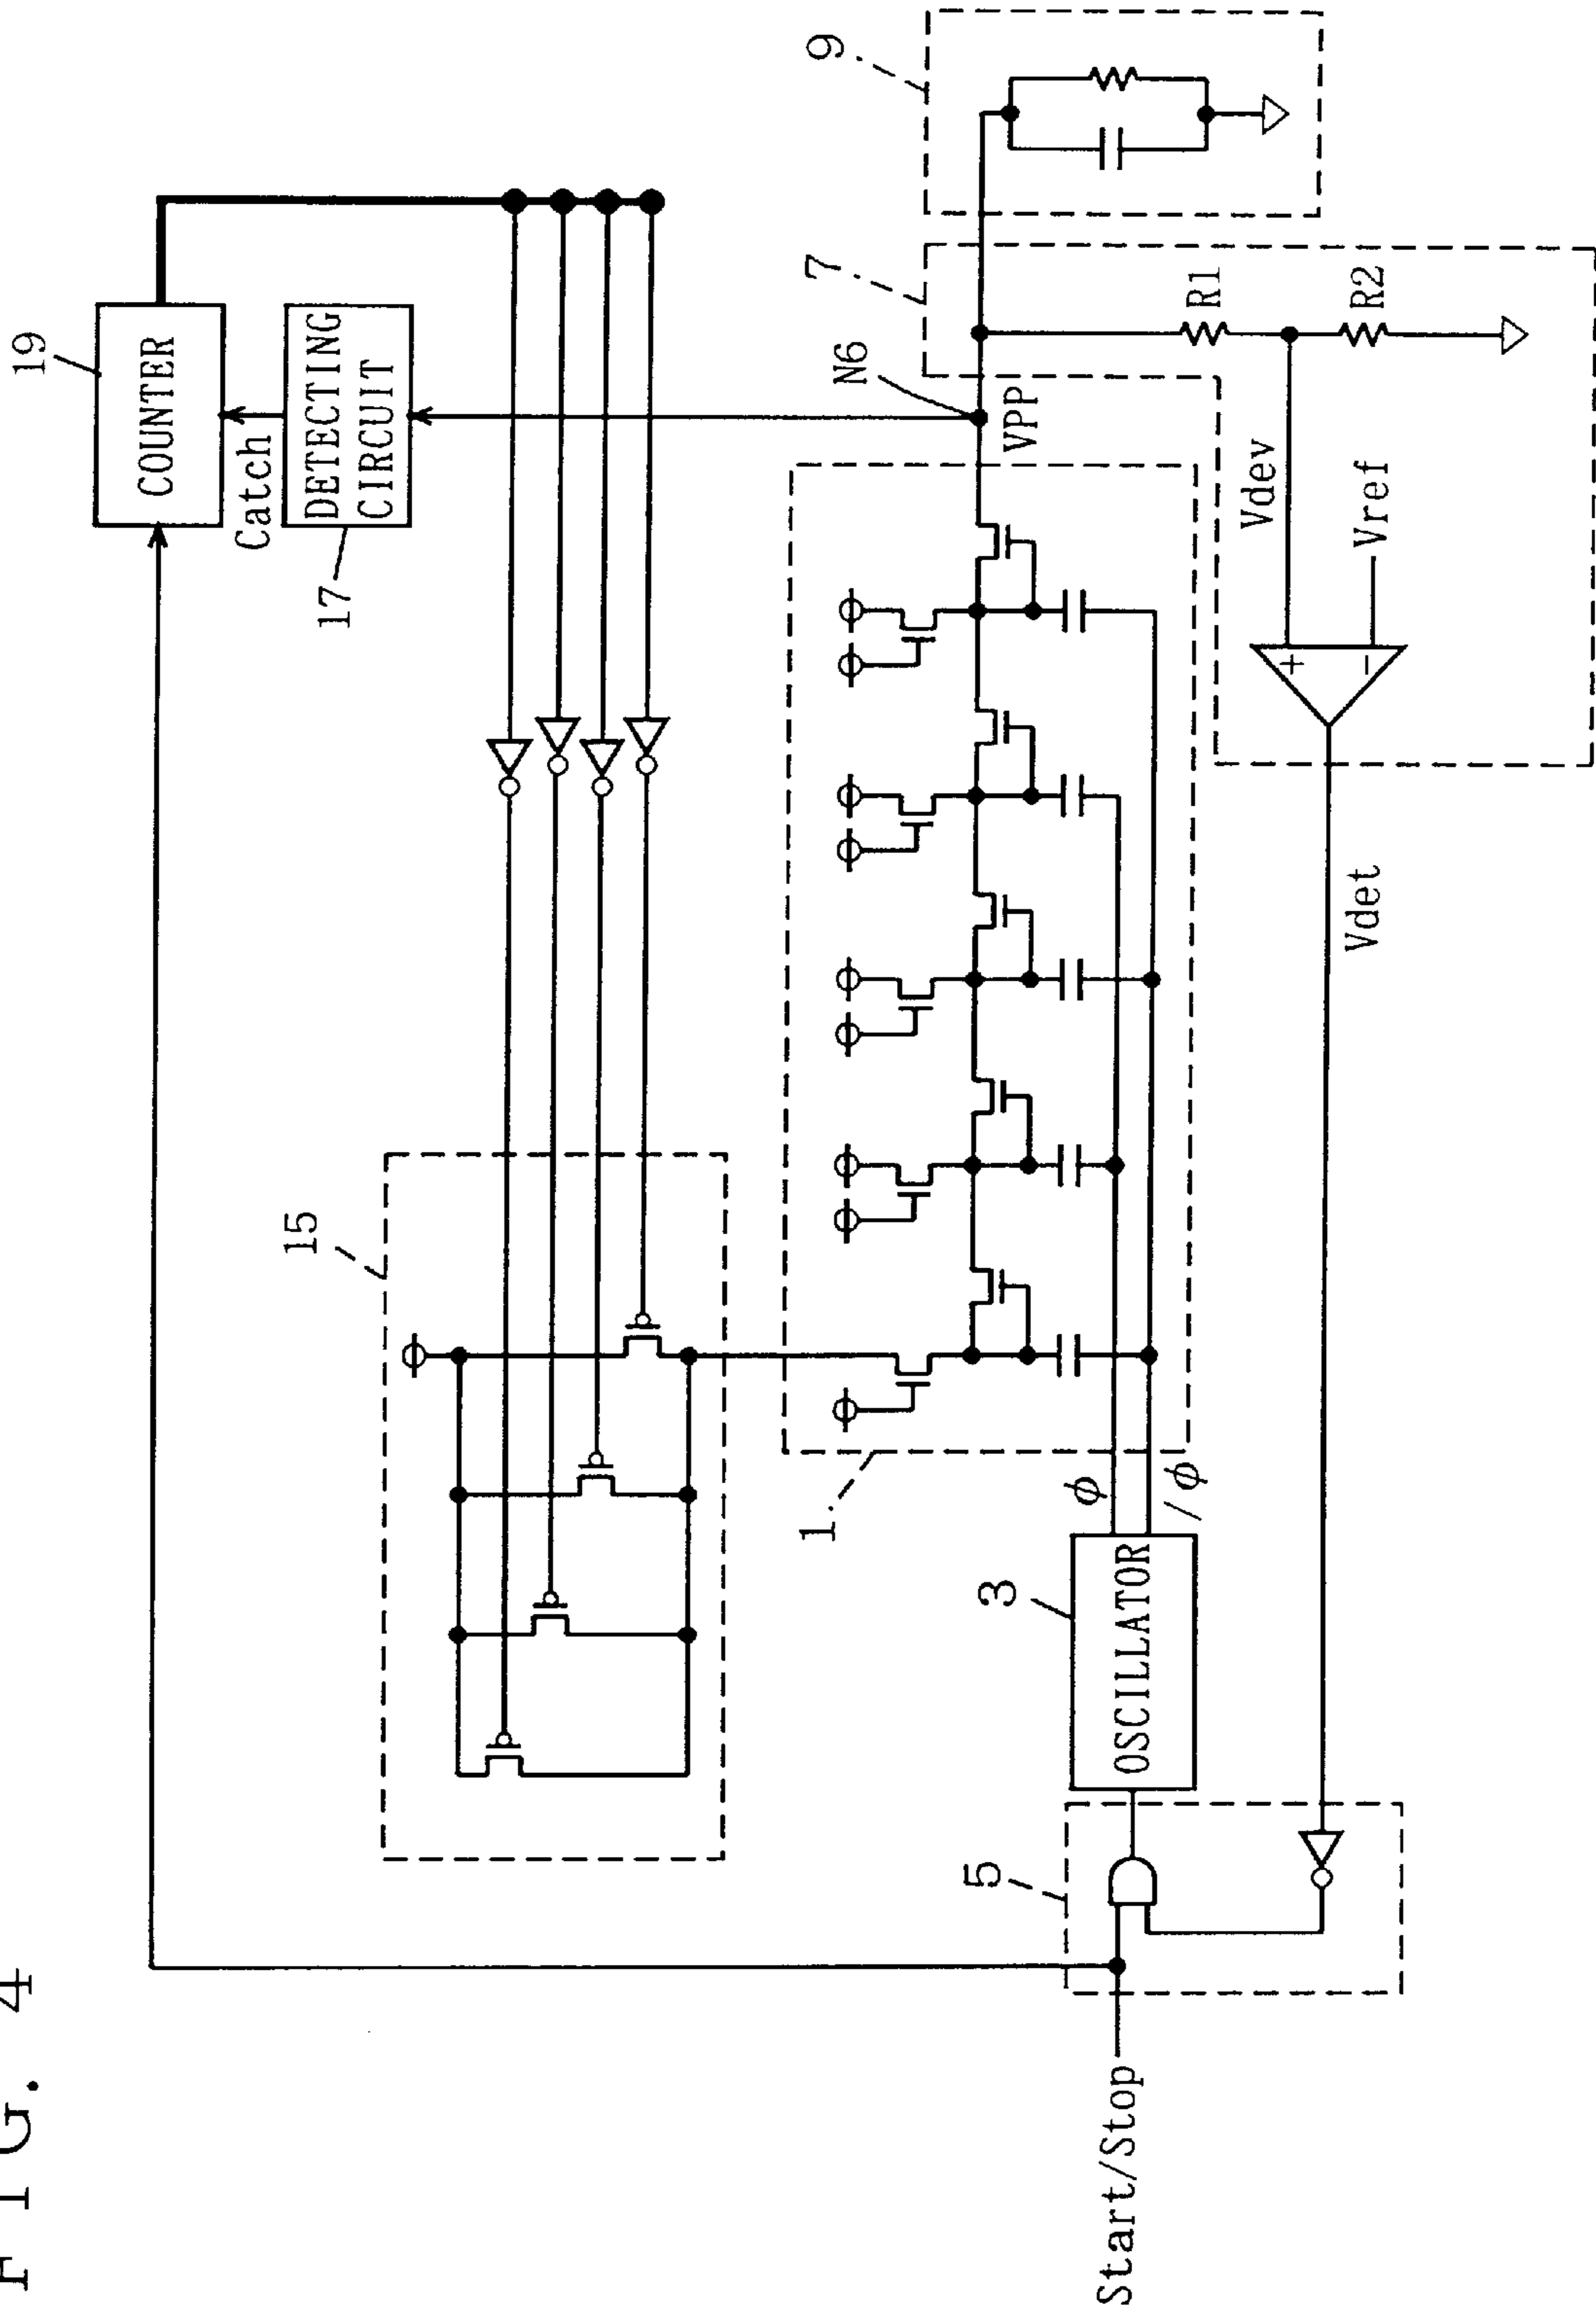 FIG. 4
19
COUNTER
Catch
DETECTING
CIRCUIT
17
15
N6
VPP
7
9
1
φ
/φ
3
OSCILLATOR
5
Start/Stop
R1
R2
Vdev
Vref
+
−
Vdet